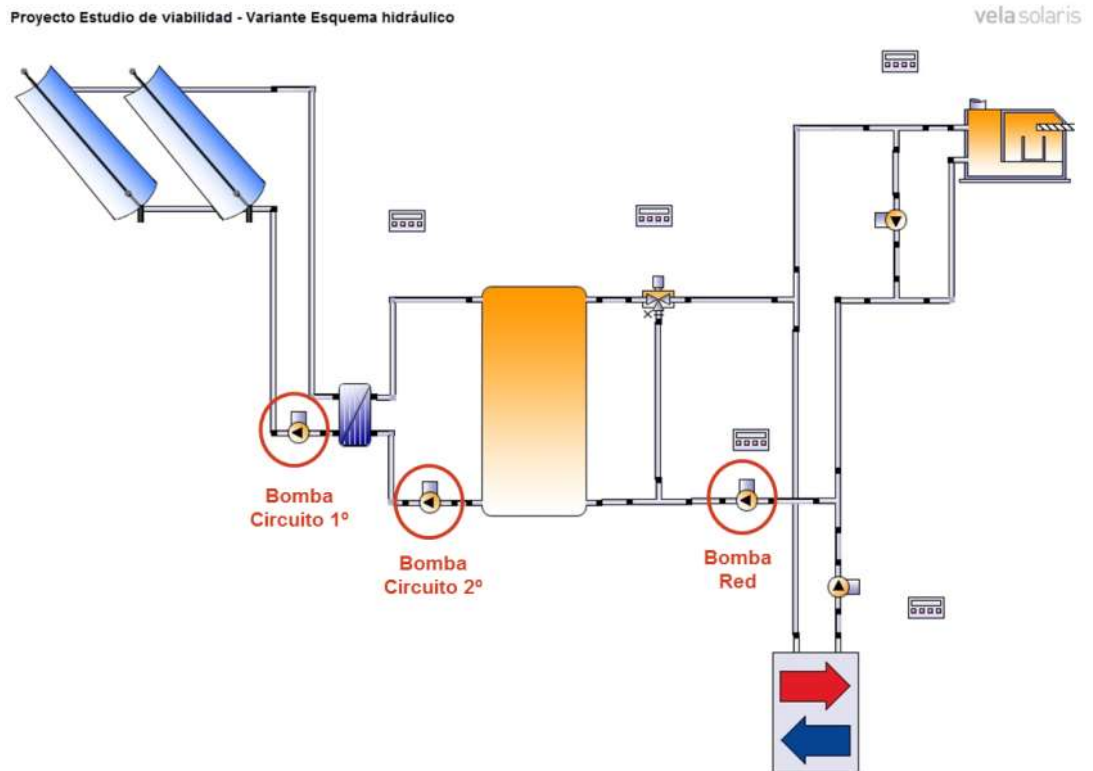 Proyecto Estudio de viabilidad - Variante Esquema hidráulico
velasolaris
Bomba
Circuito 1º
Bomba
Circuito 2º
Bomba
Red